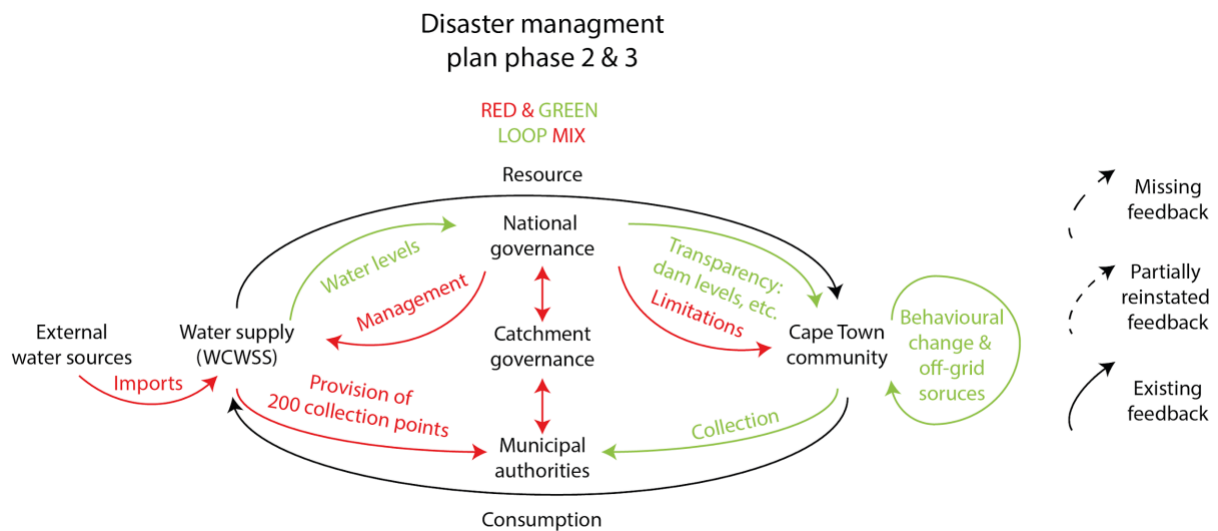 Disaster managment
plan phase 2 & 3
RED & GREEN
LOOP MIX
Resource
National
governance
Water levels
Management
Transparency:
dam levels, etc.
Limitations
External
water sources
Imports
Water supply
(WCWSS)
Catchment
governance
Cape Town
community
Behavioural
change &
off-grid
soruces
Provision of
200 collection points
Municipal
authorities
Collection
Consumption
Missing
feedback
Partially
reinstated
feedback
Existing
feedback